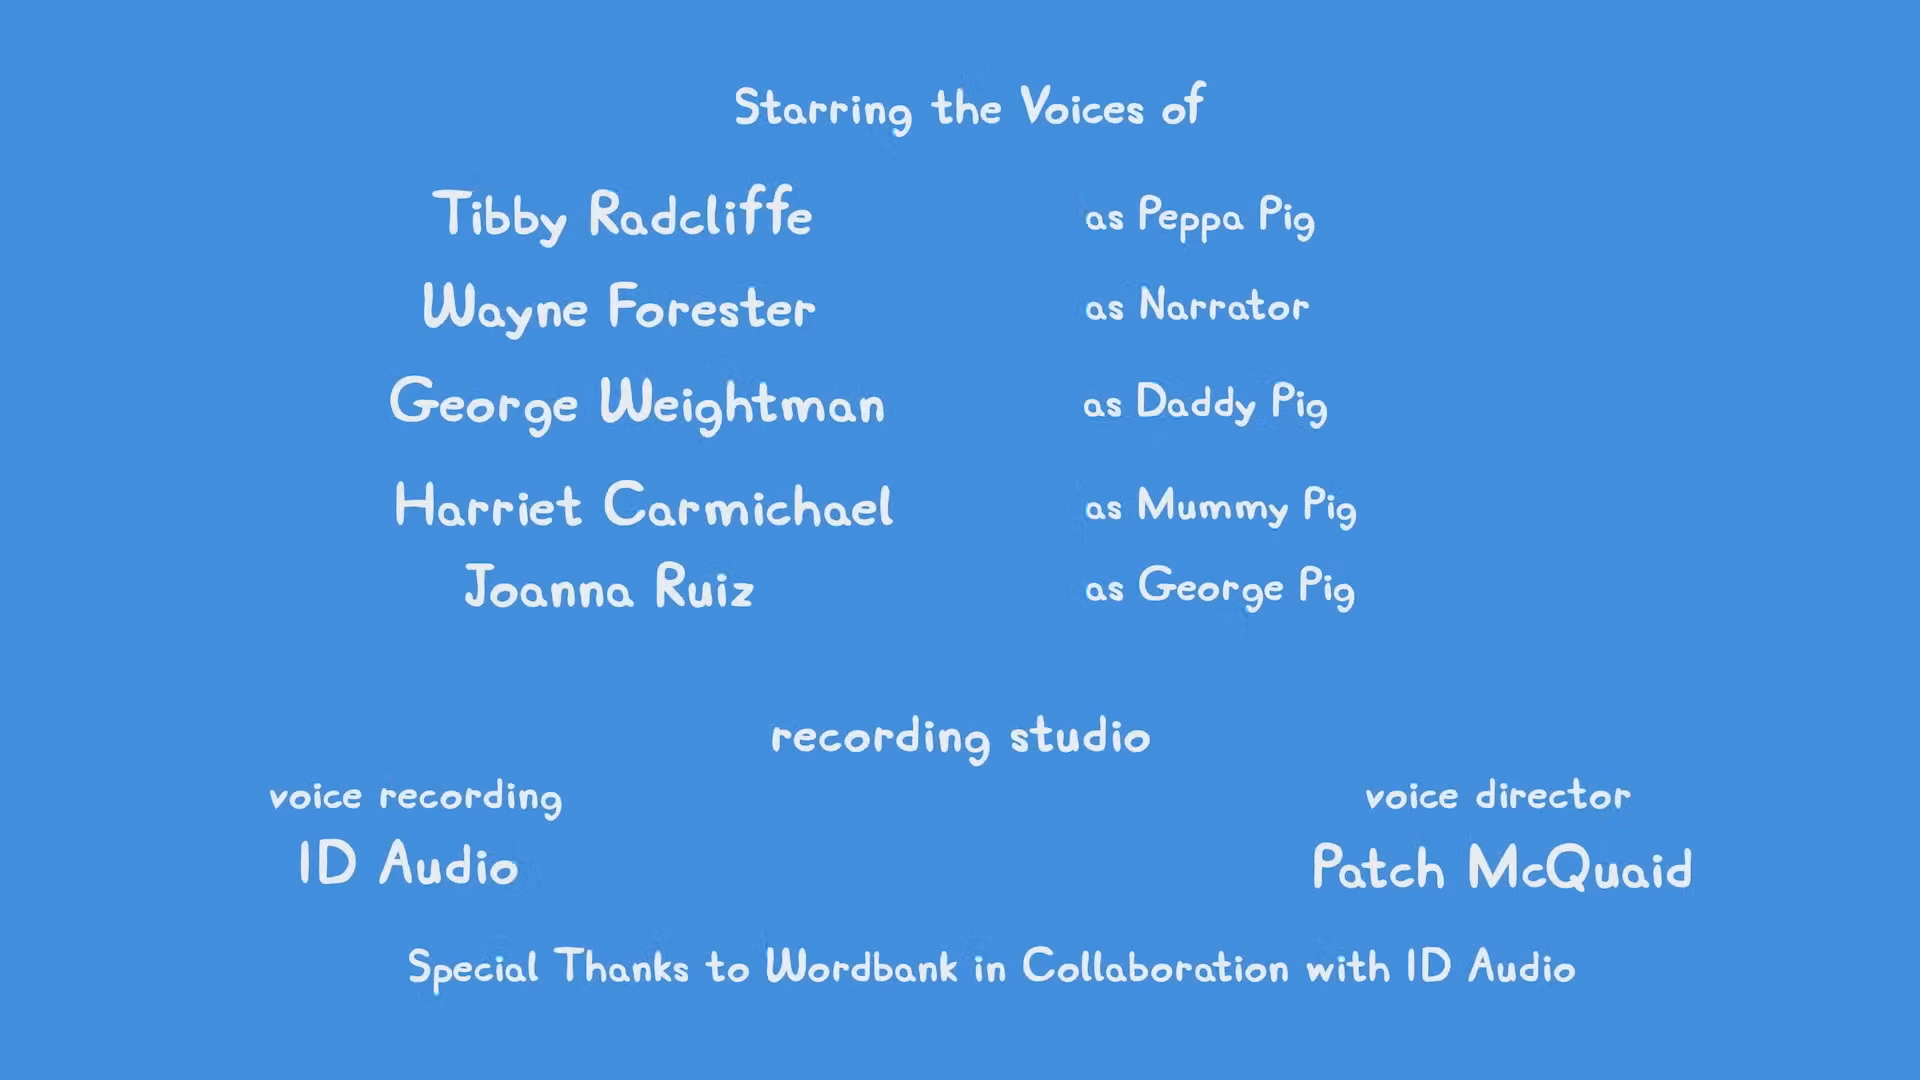 Starring the Voices of
Tibby Radcliffe as Peppa Pig
Wayne Forester as Narrator
George Weightman as Daddy Pig
Harriet Carmichael as Mummy Pig
Joanna Ruiz as George Pig
recording studio
voice recording voice director
ID Audio Patch McQuaid
Special Thanks to Wordbank in Collaboration with ID Audio